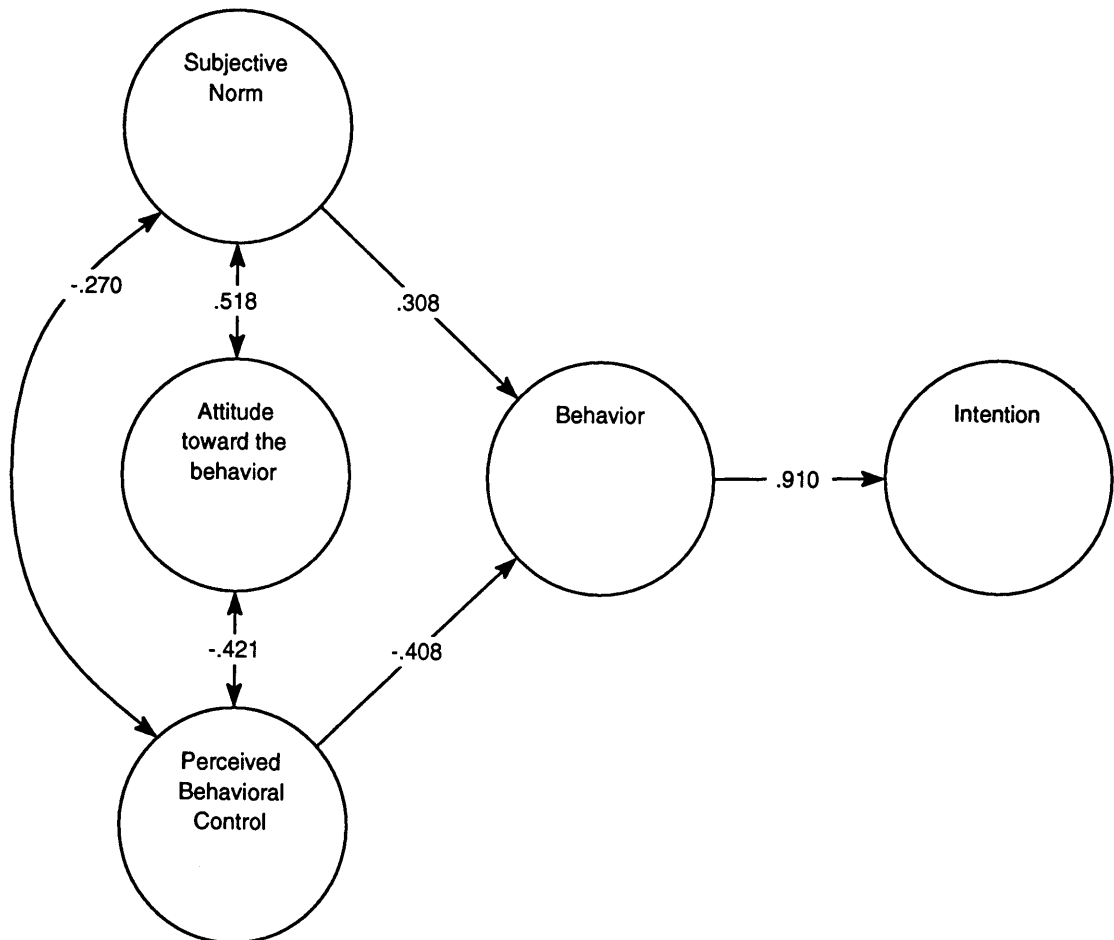 Subjective
Norm
-.270
.518
.308
Attitude
toward the
behavior
Behavior
Intention
.910
-.421
-.408
Perceived
Behavioral
Control